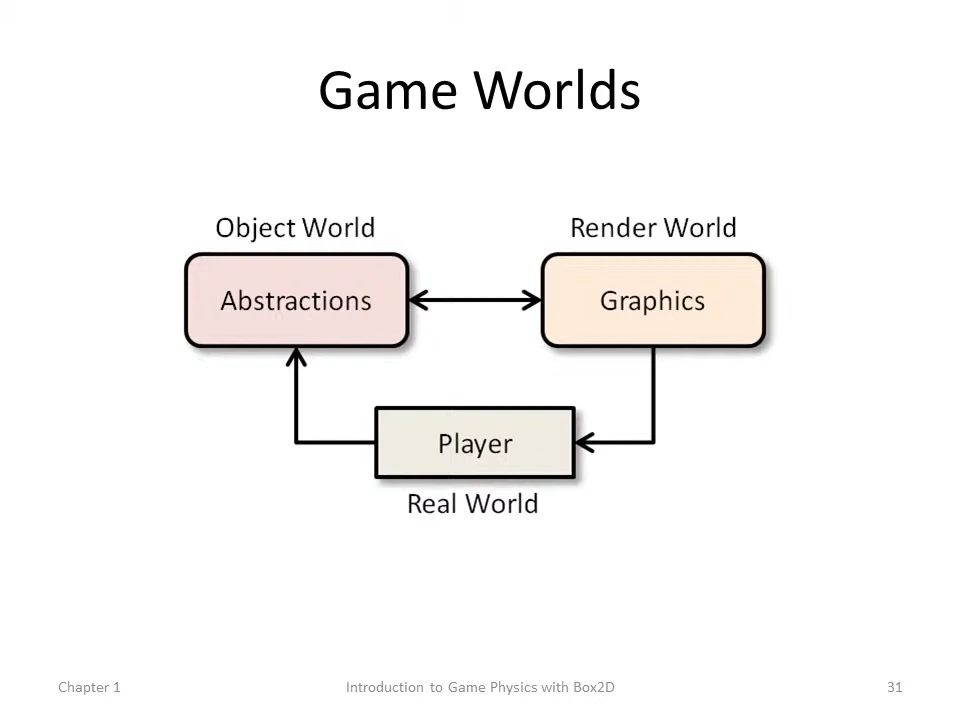 Game Worlds
Object World
Render World
Abstractions
Graphics
Player
Real World
Chapter 1
Introduction to Game Physics with Box2D
31